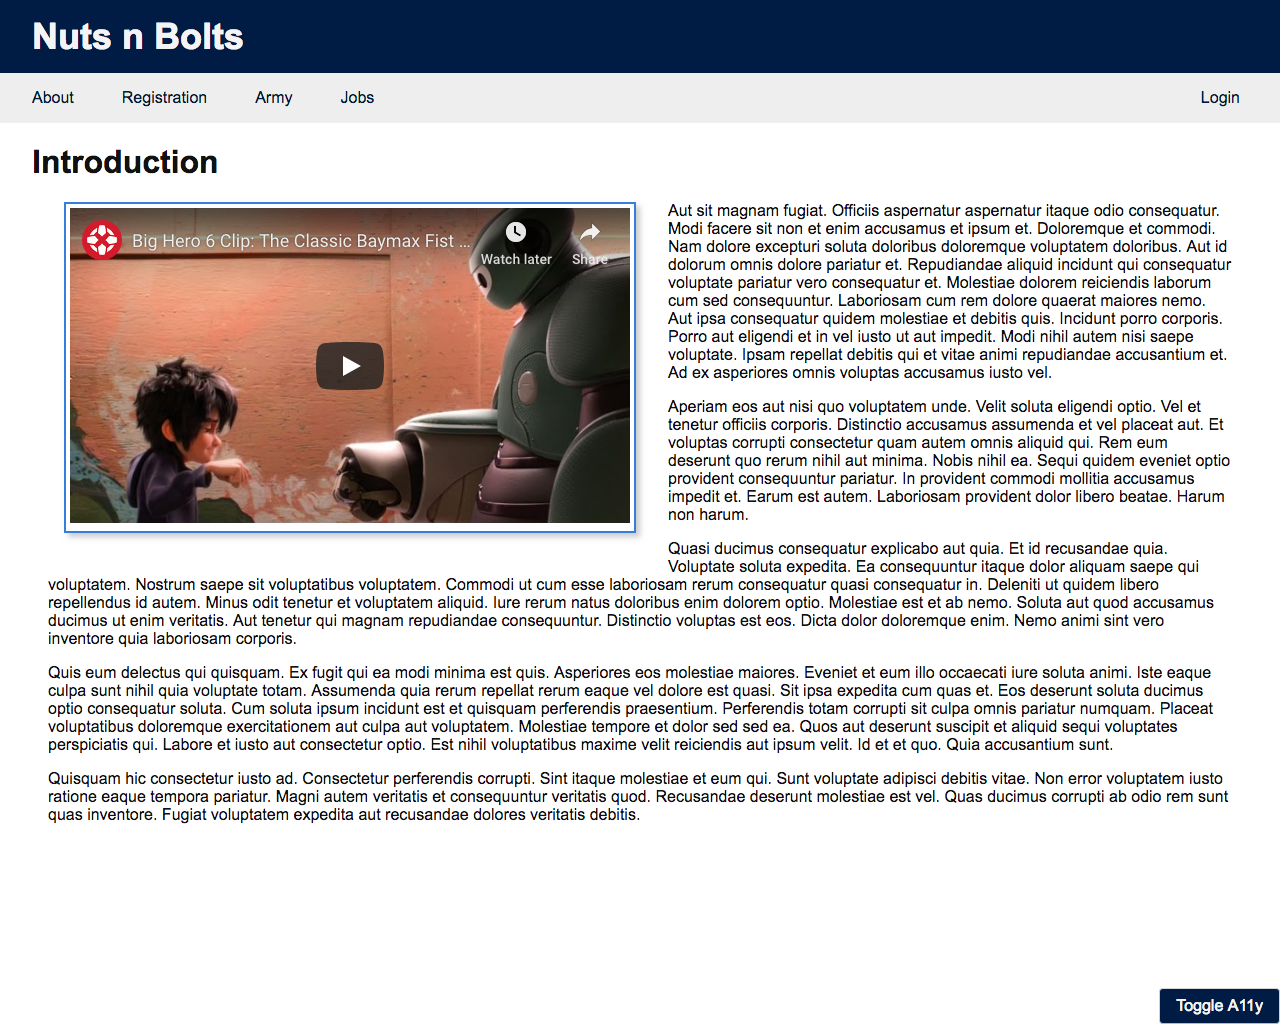 Nuts n Bolts
About Registration Army Jobs Login
Introduction
Big Hero 6 Clip: The Classic Baymax Fist ...
Watch later Share
Aut sit magnam fugiat. Officiis aspernatur aspernatur itaque odio consequatur.
Modi facere sit non et enim accusamus et ipsum et. Doloremque et commodi.
Nam dolore excepturi soluta doloribus doloremque voluptatem doloribus. Aut id
dolorum omnis dolore pariatur et. Repudiandae aliquid incidunt qui consequatur
voluptate pariatur vero consequatur et. Molestiae dolorem reiciendis laborum
cum sed consequuntur. Laboriosam cum rem dolore quaerat maiores nemo.
Aut ipsa consequatur quidem molestiae et debitis quis. Incidunt porro corporis.
Porro aut eligendi et in vel iusto ut aut impedit. Modi nihil autem nisi saepe
voluptate. Ipsam repellat debitis qui et vitae animi repudiandae accusantium et.
Ad ex asperiores omnis voluptas accusamus iusto vel.
Aperiam eos aut nisi quo voluptatem unde. Velit soluta eligendi optio. Vel et
tenetur officiis corporis. Distinctio accusamus assumenda et vel placeat aut. Et
voluptas corrupti consectetur quam autem omnis aliquid qui. Rem eum
deserunt quo rerum nihil aut minima. Nobis nihil ea. Sequi quidem eveniet optio
provident consequuntur pariatur. In provident commodi mollitia accusamus
impedit et. Earum est autem. Laboriosam provident dolor libero beatae. Harum
non harum.
Quasi ducimus consequatur explicabo aut quia. Et id recusandae quia.
Voluptate soluta expedita. Ea consequuntur itaque dolor aliquam saepe qui
voluptatem. Nostrum saepe sit voluptatibus voluptatem. Commodi ut cum esse laboriosam rerum consequatur quasi consequatur in. Deleniti ut quidem libero
repellendus id autem. Minus odit tenetur et voluptatem aliquid. Iure rerum natus doloribus enim dolorem optio. Molestiae est et ab nemo. Soluta aut quod accusamus
ducimus ut enim veritatis. Aut tenetur qui magnam repudiandae consequuntur. Distinctio voluptas est eos. Dicta dolor doloremque enim. Nemo animi sint vero
inventore quia laboriosam corporis.
Quis eum delectus qui quisquam. Ex fugit qui ea modi minima est quis. Asperiores eos molestiae maiores. Eveniet et eum illo occaecati iure soluta animi. Iste eaque
culpa sunt nihil quia voluptate totam. Assumenda quia rerum repellat rerum eaque vel dolore est quasi. Sit ipsa expedita cum quas et. Eos deserunt soluta ducimus
optio consequatur soluta. Cum soluta ipsum incidunt est et quisquam perferendis praesentium. Perferendis totam corrupti sit culpa omnis pariatur numquam. Placeat
voluptatibus doloremque exercitationem aut culpa aut voluptatem. Molestiae tempore et dolor sed sed ea. Quos aut deserunt suscipit et aliquid sequi voluptates
perspiciatis qui. Labore et iusto aut consectetur optio. Est nihil voluptatibus maxime velit reiciendis aut ipsum velit. Id et et quo. Quia accusantium sunt.
Quisquam hic consectetur iusto ad. Consectetur perferendis corrupti. Sint itaque molestiae et eum qui. Sunt voluptate adipisci debitis vitae. Non error voluptatem iusto
ratione eaque tempora pariatur. Magni autem veritatis et consequuntur veritatis quod. Recusandae deserunt molestiae est vel. Quas ducimus corrupti ab odio rem sunt
quas inventore. Fugiat voluptatem expedita aut recusandae dolores veritatis debitis.
Toggle A11y